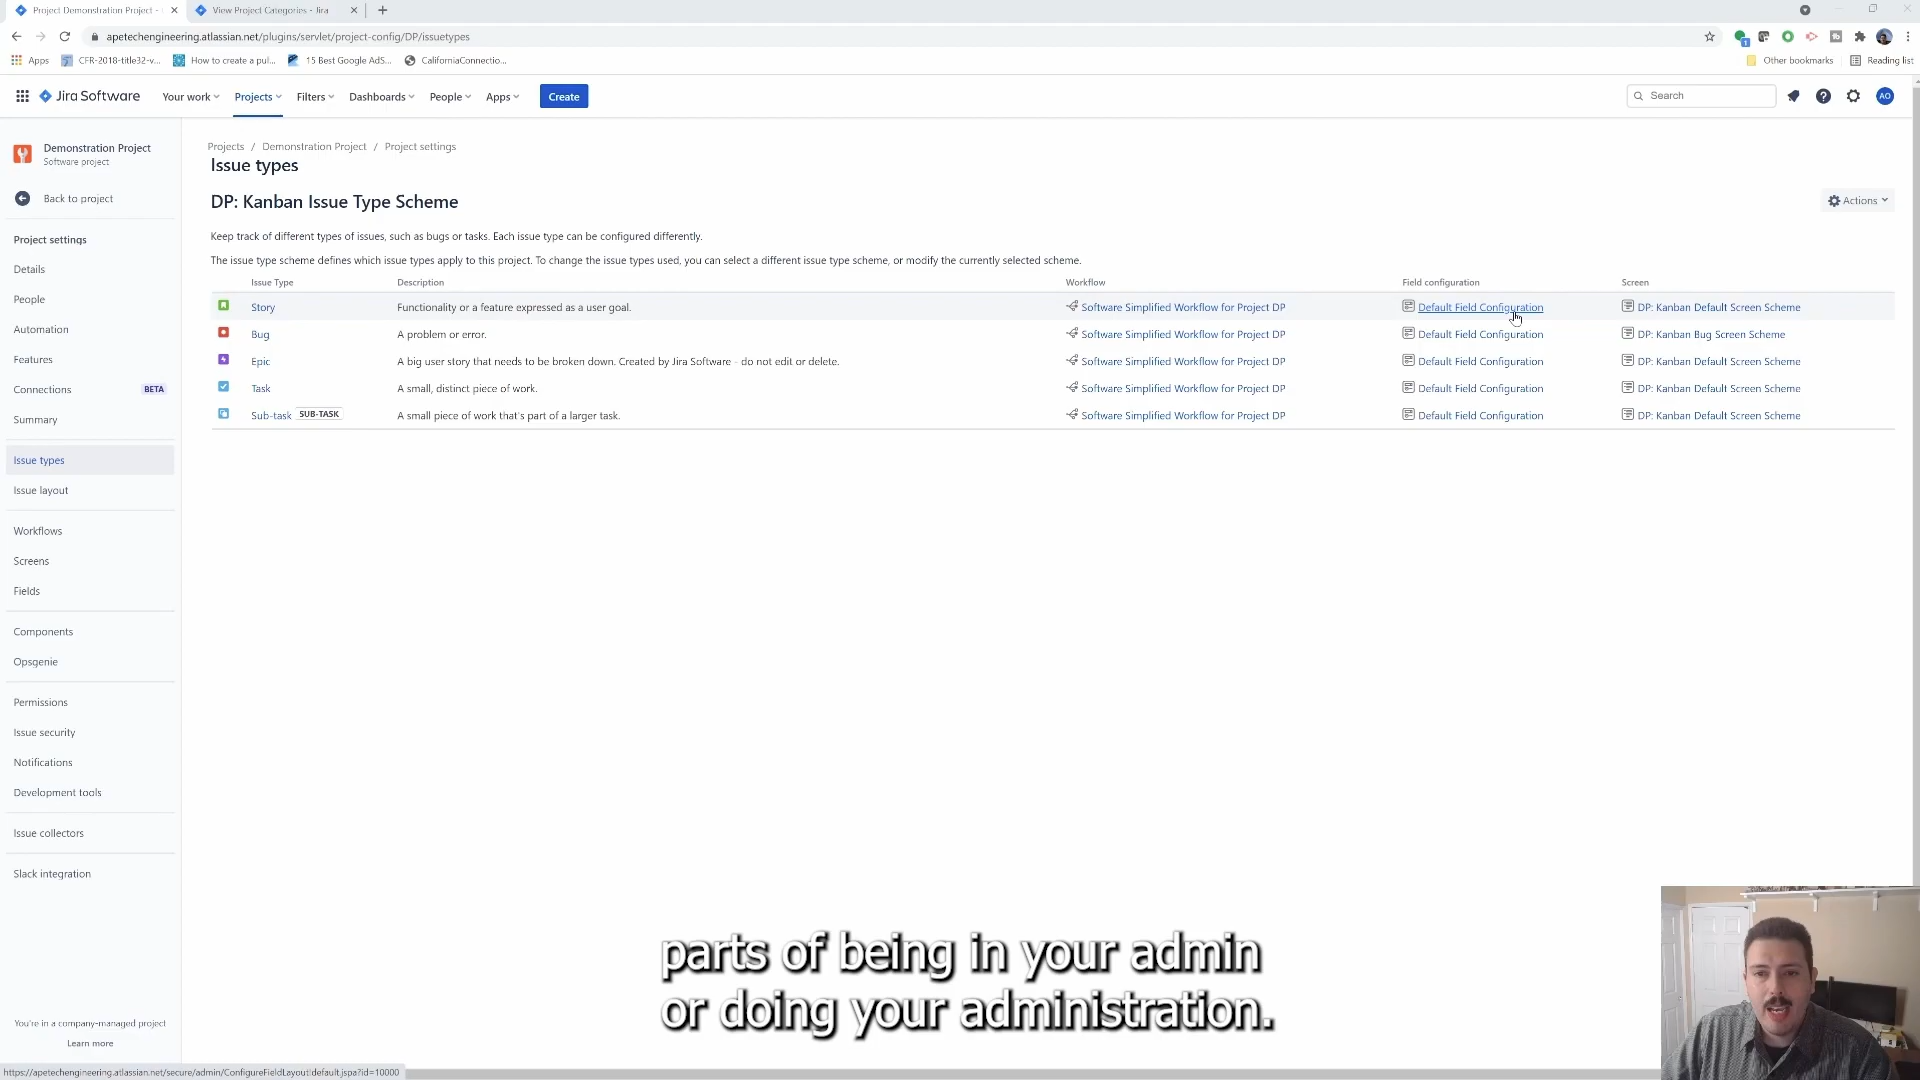 Project Demonstration Project -
View Project Categories - Jira
apetechengineering.atlassian.net/plugins/servlet/project-config/DP/issuetypes
Apps
CFR-2018-title32-v...
How to create a pul...
15 Best Google AdS...
CaliforniaConnectio...
Other bookmarks
Reading list
Jira Software
Your work
Projects
Filters
Dashboards
People
Apps
Create
Search
AO
Demonstration Project
Software project
Back to project
Project settings
Details
People
Automation
Features
Connections BETA
Summary
Issue types
Issue layout
Workflows
Screens
Fields
Components
Opsgenie
Permissions
Issue security
Notifications
Development tools
Issue collectors
Slack integration
You're in a company-managed project
Learn more
Projects / Demonstration Project / Project settings
Issue types
DP: Kanban Issue Type Scheme
Actions
Keep track of different types of issues, such as bugs or tasks. Each issue type can be configured differently.
The issue type scheme defines which issue types apply to this project. To change the issue types used, you can select a different issue type scheme, or modify the currently selected scheme.
Issue Type Description Workflow Field configuration Screen
Story Functionality or a feature expressed as a user goal. Software Simplified Workflow for Project DP Default Field Configuration DP: Kanban Default Screen Scheme
Bug A problem or error. Software Simplified Workflow for Project DP Default Field Configuration DP: Kanban Bug Screen Scheme
Epic A big user story that needs to be broken down. Created by Jira Software - do not edit or delete. Software Simplified Workflow for Project DP Default Field Configuration DP: Kanban Default Screen Scheme
Task A small, distinct piece of work. Software Simplified Workflow for Project DP Default Field Configuration DP: Kanban Default Screen Scheme
Sub-task SUB-TASK A small piece of work that's part of a larger task. Software Simplified Workflow for Project DP Default Field Configuration DP: Kanban Default Screen Scheme
parts of being in your admin
or doing your administration.
https://apetechengineering.atlassian.net/secure/admin/ConfigureFieldLayout!default.jspa?id=10000